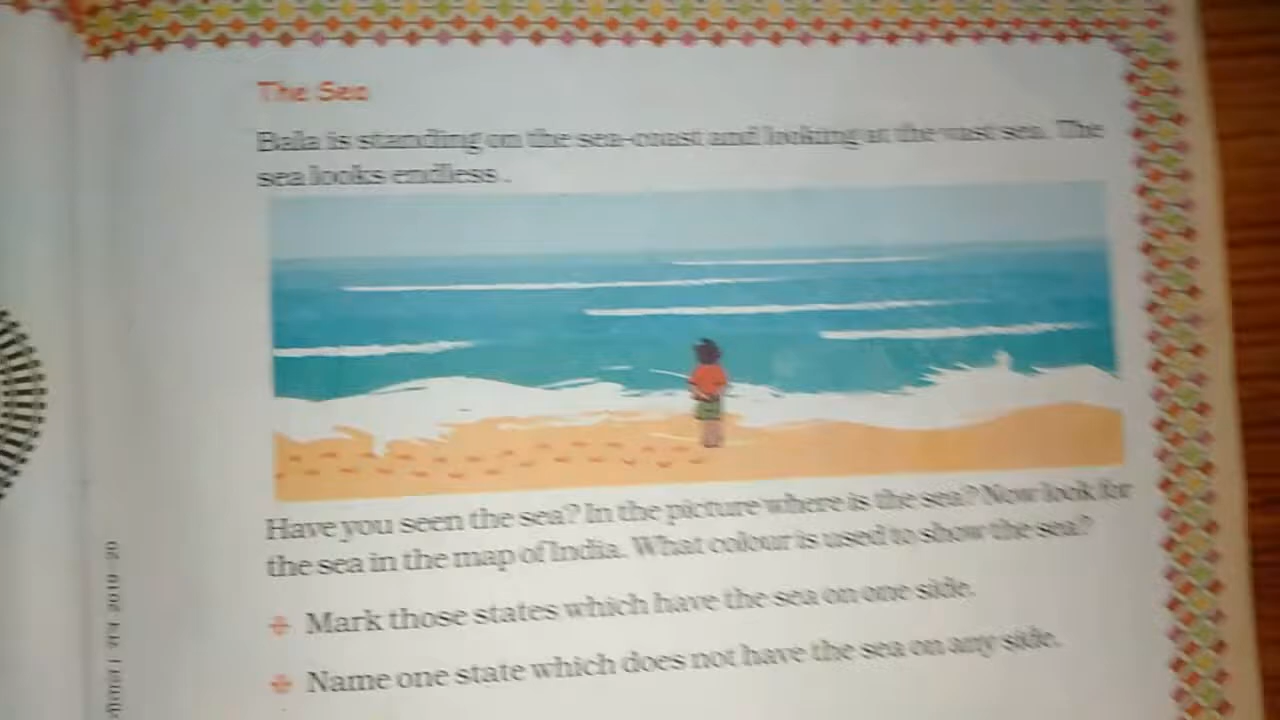 The Sea
Bala is standing on the sea-coast and looking at the vast sea. The
sea looks endless.
Have you seen the sea? In the picture where is the sea? Now look for
the sea in the map of India. What colour is used to show the sea?
Mark those states which have the sea on one side.
Name one state which does not have the sea on any side.